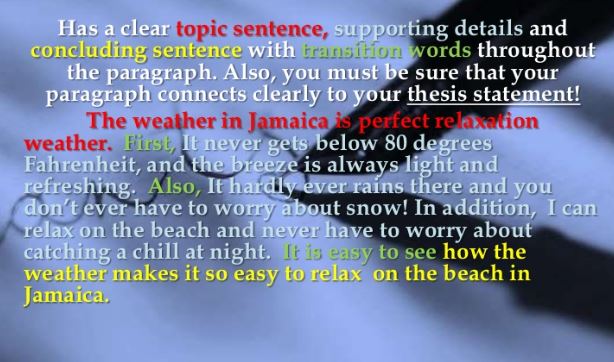 Has a clear topic sentence, supporting details and
concluding sentence with transition words throughout
the paragraph. Also, you must be sure that your
paragraph connects clearly to your thesis statement!
The weather in Jamaica is perfect relaxation
weather. First, It never gets below 80 degrees
Fahrenheit, and the breeze is always light and
refreshing. Also, It hardly ever rains there and you
don't ever have to worry about snow! In addition, I can
relax on the beach and never have to worry about
catching a chill at night. It is easy to see how the
weather makes it so easy to relax on the beach in
Jamaica.